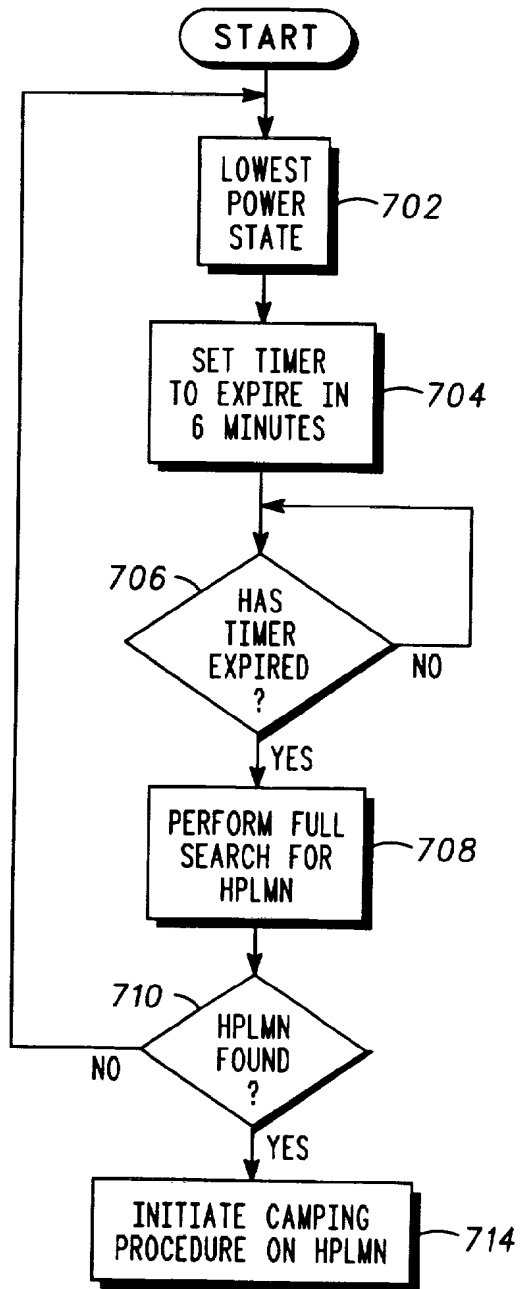 START
LOWEST
POWER
STATE
702
SET TIMER
TO EXPIRE IN
6 MINUTES
704
706
HAS
TIMER
EXPIRED
?
NO
YES
PERFORM FULL
SEARCH FOR
HPLMN
708
710
HPLMN
FOUND
?
NO
YES
INITIATE CAMPING
PROCEDURE ON HPLMN
714